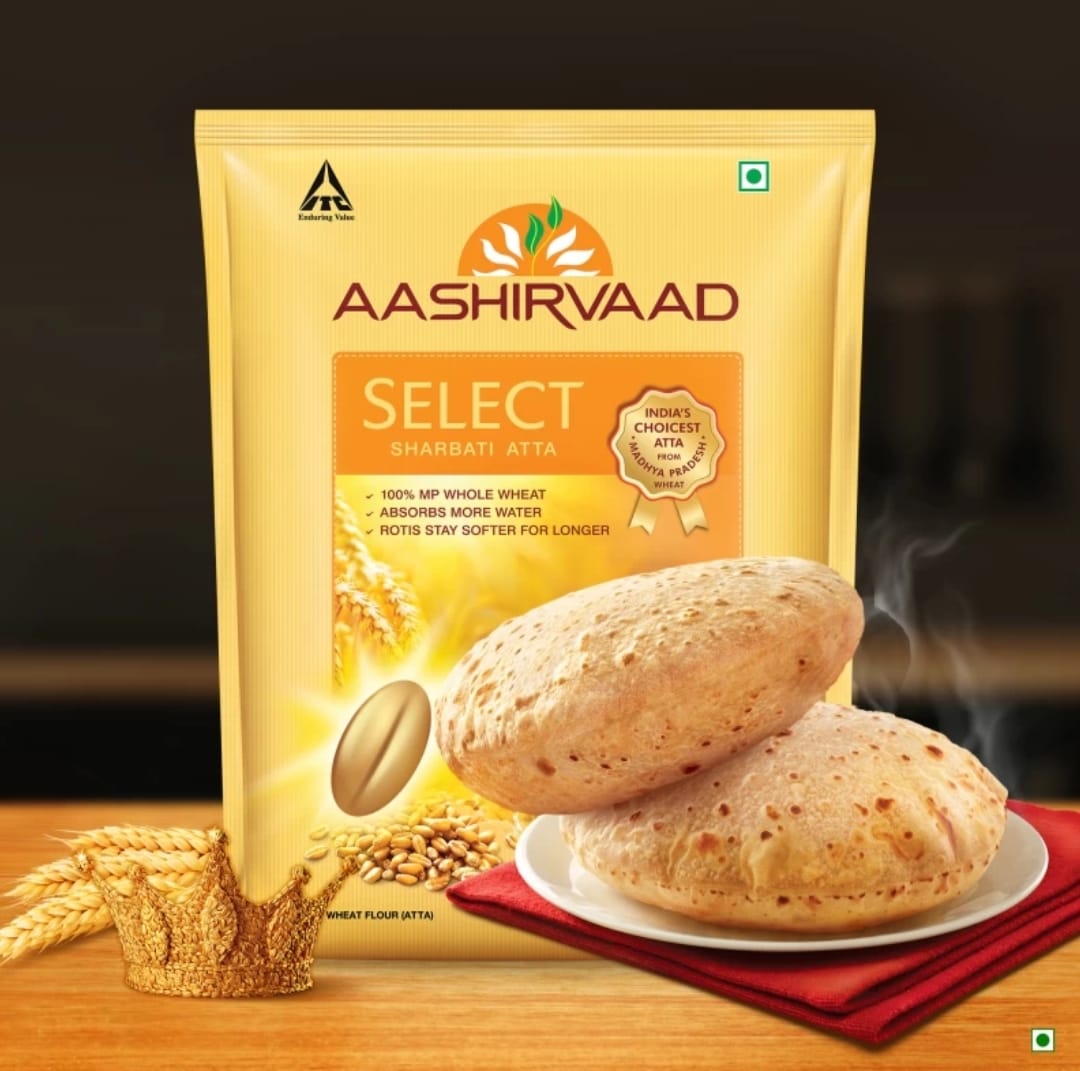 ITC
Enduring Value
AASHIRVAAD
SELECT
SHARBATI ATTA
INDIA'S
CHOICEST
ATTA
FROM
MADHYA PRADESH
WHEAT
✓ 100% MP WHOLE WHEAT
✓ ABSORBS MORE WATER
✓ ROTIS STAY SOFTER FOR LONGER
WHEAT FLOUR (ATTA)